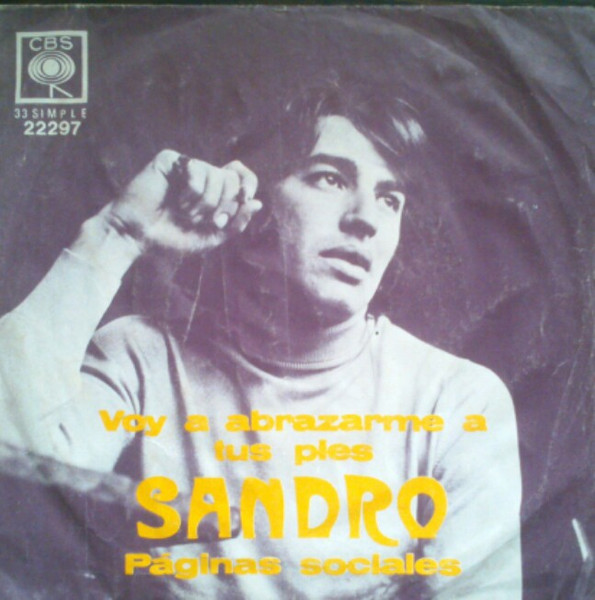 CBS
33 SIMPLE
22297
Voy a abrazarme a
tus pies
SANDRO
Páginas sociales